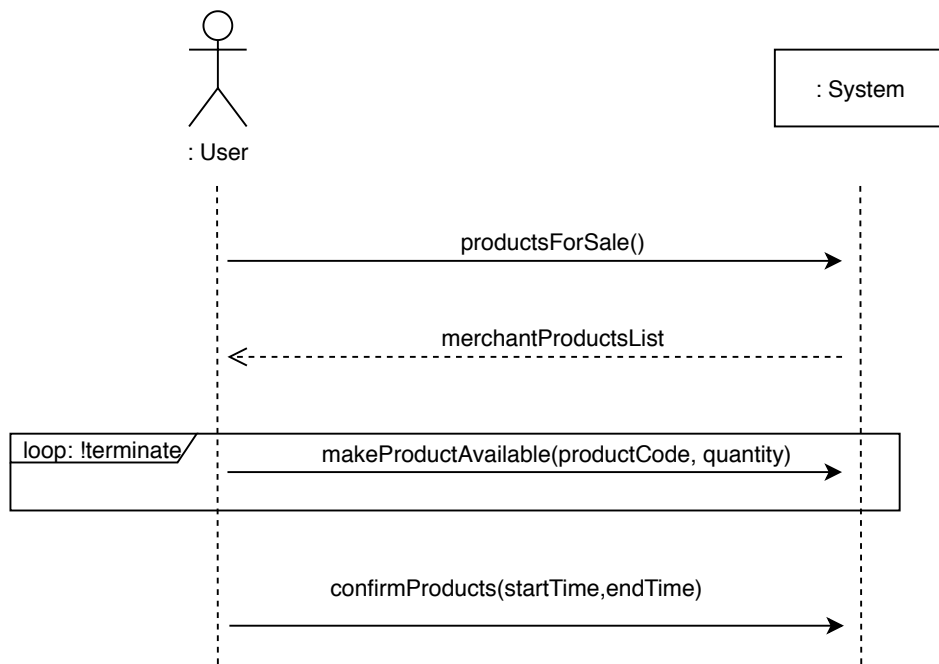 : User
: System
productsForSale()
merchantProductsList
loop: !terminate
makeProductAvailable(productCode, quantity)
confirmProducts(startTime,endTime)